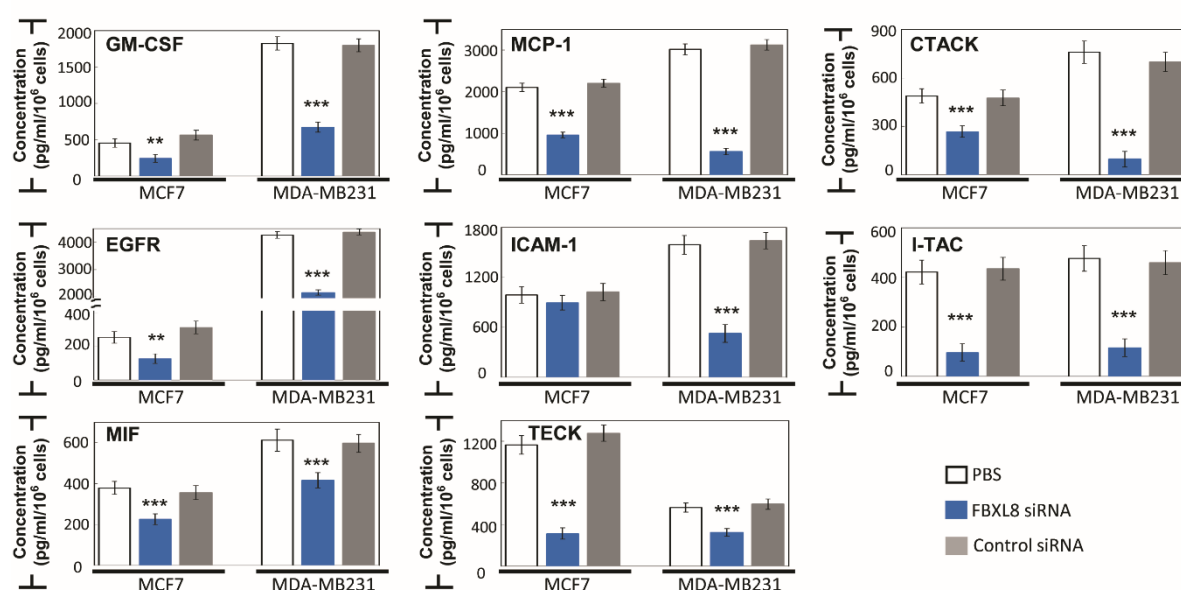 GM-CSF
Concentration
(pg/ml/10⁶ cells)
2000
1500
1000
500
0
**
***
MCF7
MDA-MB231
MCP-1
Concentration
(pg/ml/10⁶ cells)
3000
2000
1000
0
***
***
MCF7
MDA-MB231
CTACK
Concentration
(pg/ml/10⁶ cells)
900
600
300
0
***
***
MCF7
MDA-MB231
EGFR
Concentration
(pg/ml/10⁶ cells)
4000
3000
2000
400
200
0
**
***
MCF7
MDA-MB231
ICAM-1
Concentration
(pg/ml/10⁶ cells)
1800
1200
600
0
***
MCF7
MDA-MB231
I-TAC
Concentration
(pg/ml/10⁶ cells)
600
400
400
0
***
***
MCF7
MDA-MB231
MIF
Concentration
(pg/ml/10⁶ cells)
600
400
200
0
***
***
MCF7
MDA-MB231
TECK
Concentration
(pg/ml/10⁶ cells)
1200
800
400
0
***
***
MCF7
MDA-MB231
PBS
FBXL8 siRNA
Control siRNA